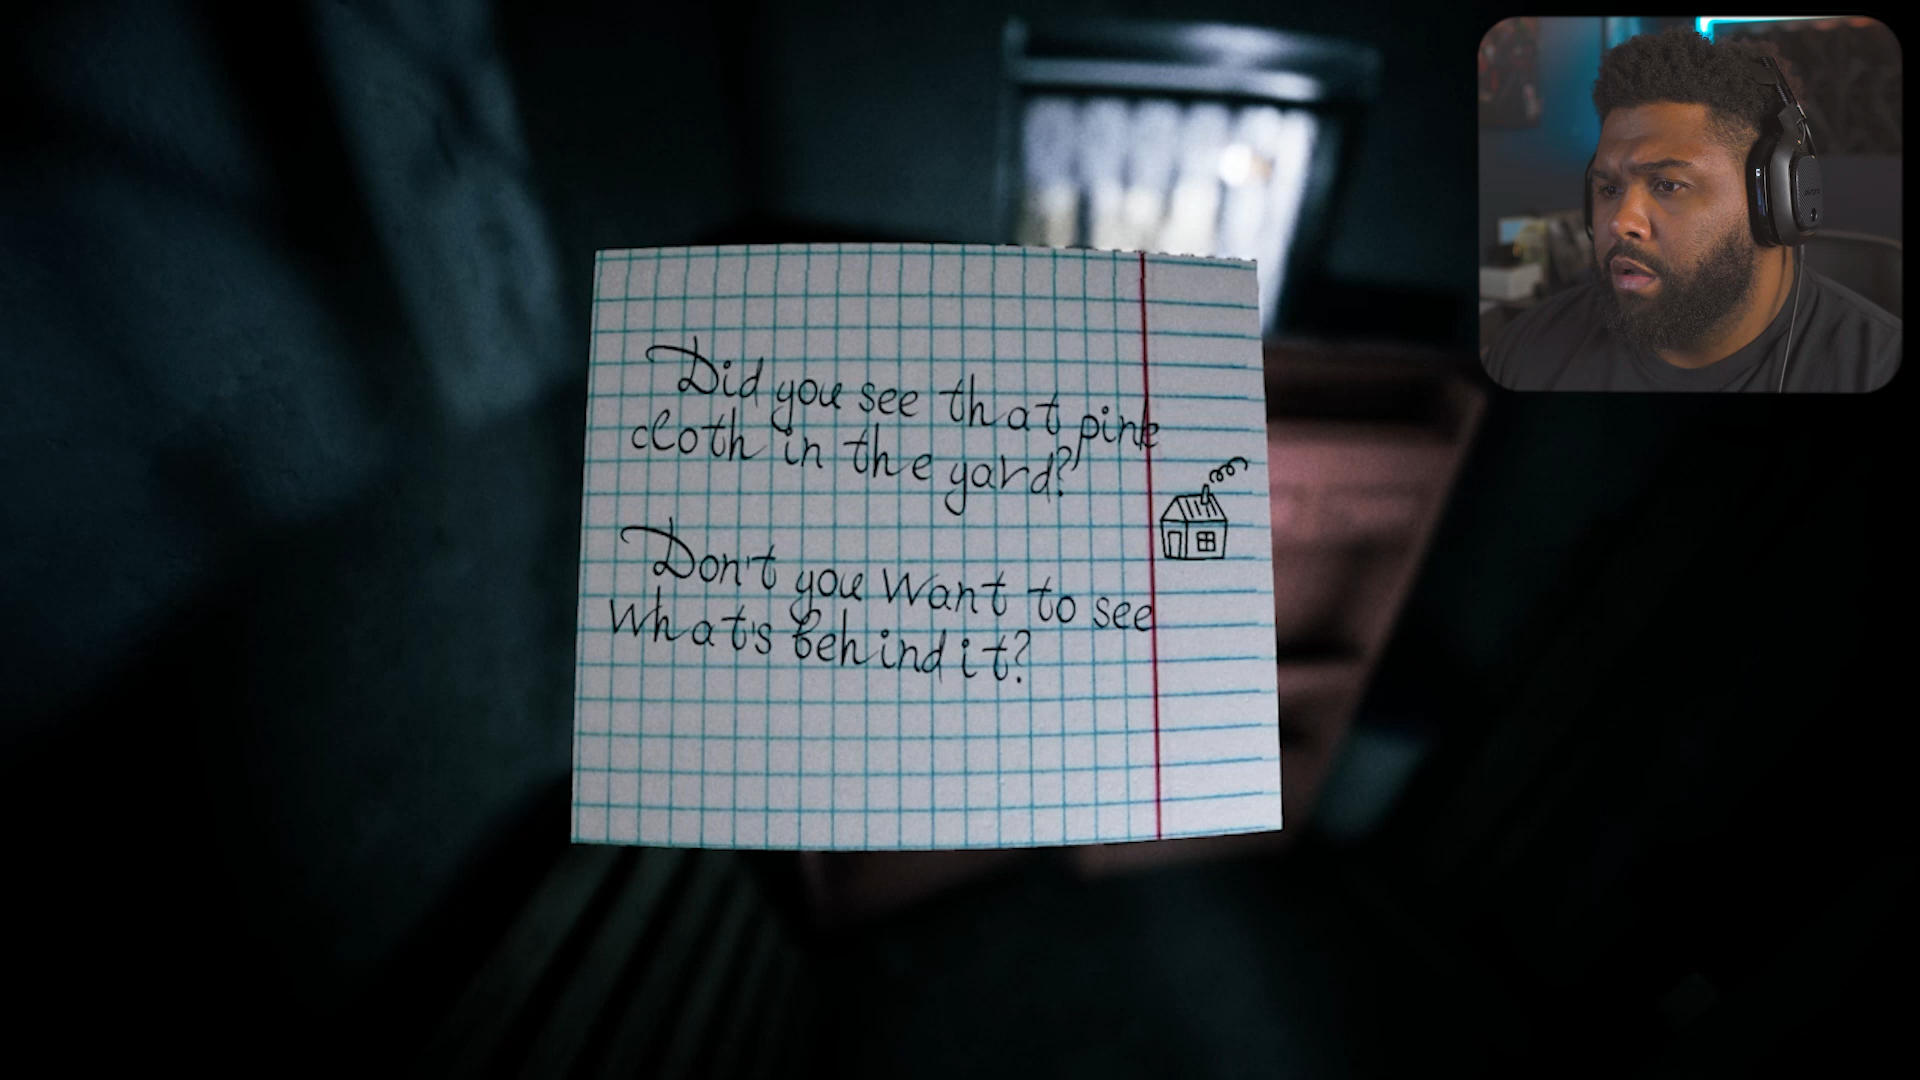 Did you see that pink
cloth in the yard?
Don't you want to see
what's behind it?